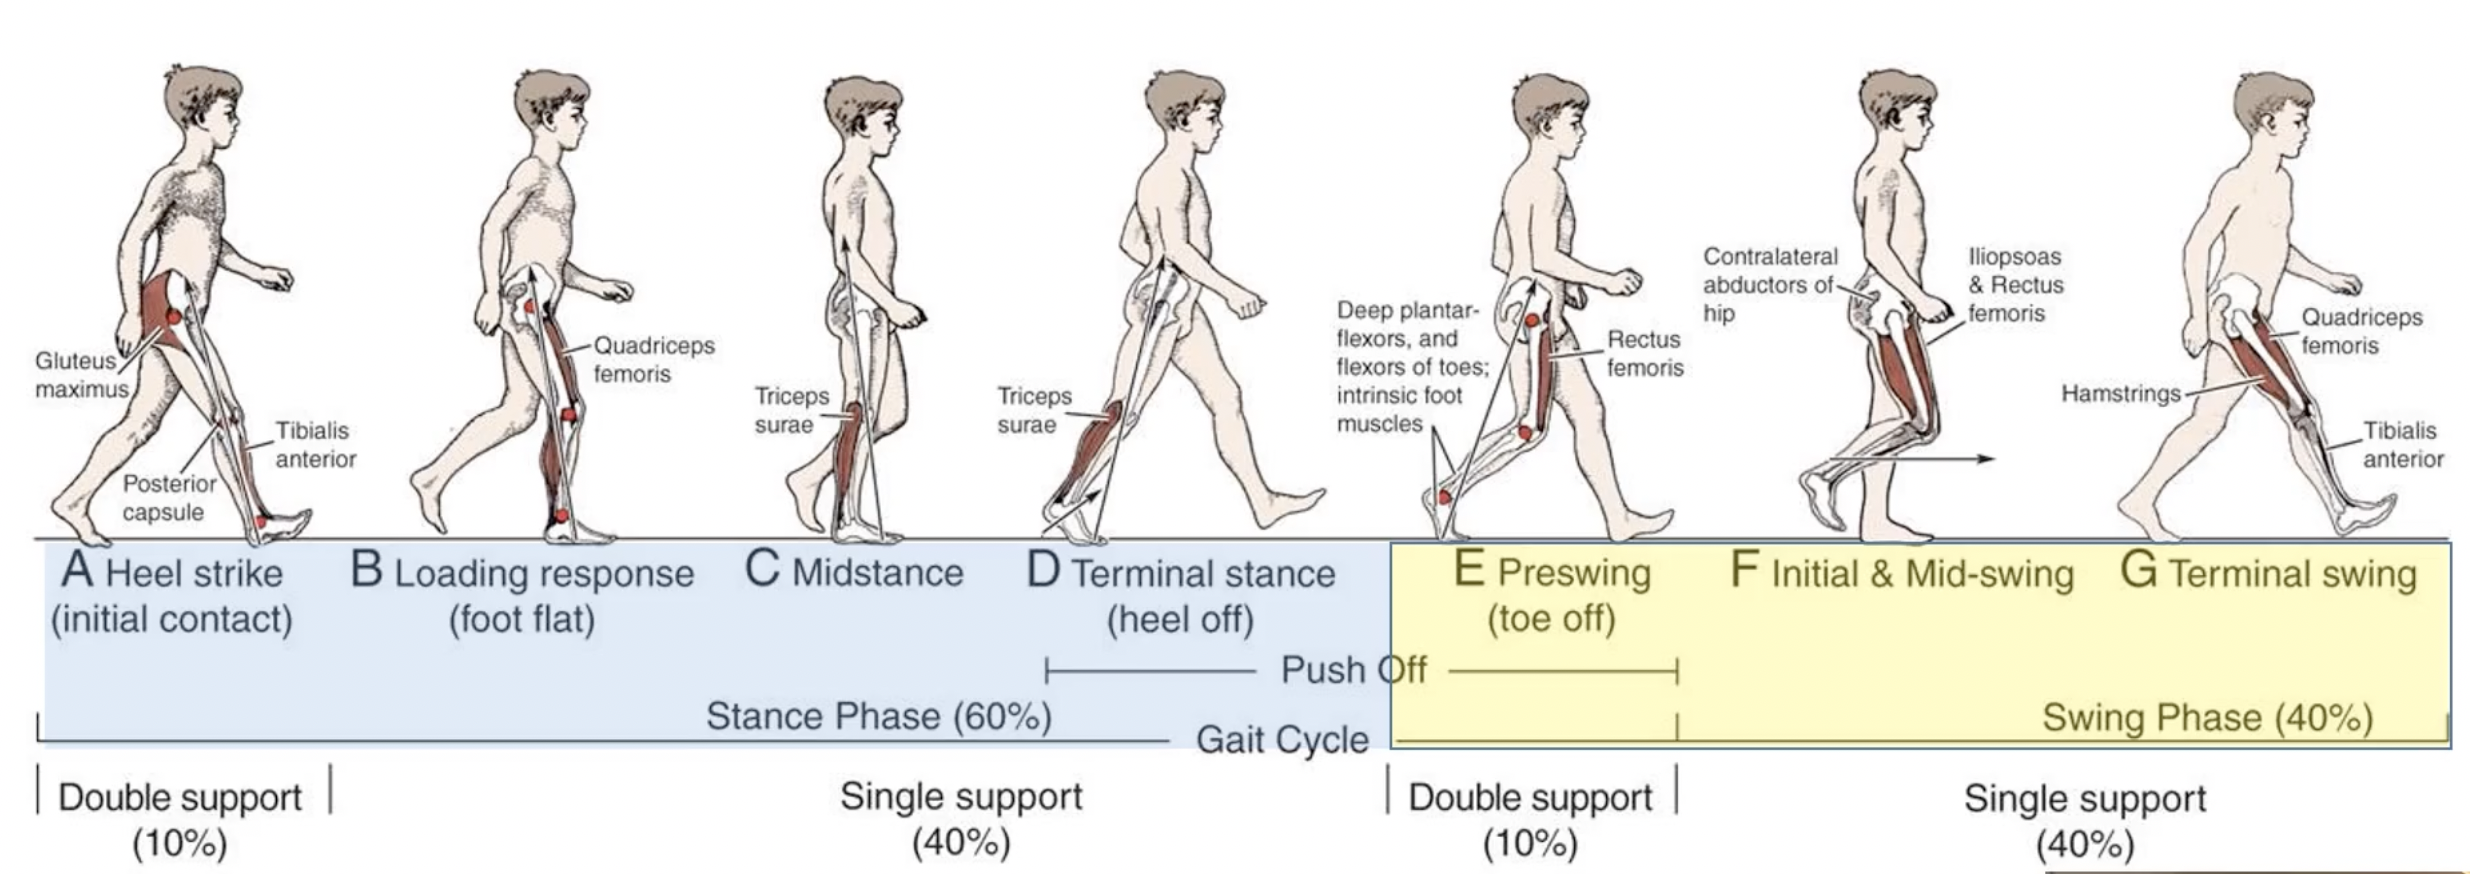 Gluteus
maximus
Posterior
capsule
Tibialis
anterior
Quadriceps
femoris
Triceps
surae
Triceps
surae
Deep plantar-
flexors, and
flexors of toes;
intrinsic foot
muscles
Rectus
femoris
Contralateral
abductors of
hip
Iliopsoas
& Rectus
femoris
Quadriceps
femoris
Hamstrings
Tibialis
anterior
A Heel strike
(initial contact)
B Loading response
(foot flat)
C Midstance
D Terminal stance
(heel off)
E Preswing
(toe off)
F Initial & Mid-swing
G Terminal swing
Push Off
Stance Phase (60%)
Swing Phase (40%)
Gait Cycle
Double support
(10%)
Single support
(40%)
Double support
(10%)
Single support
(40%)